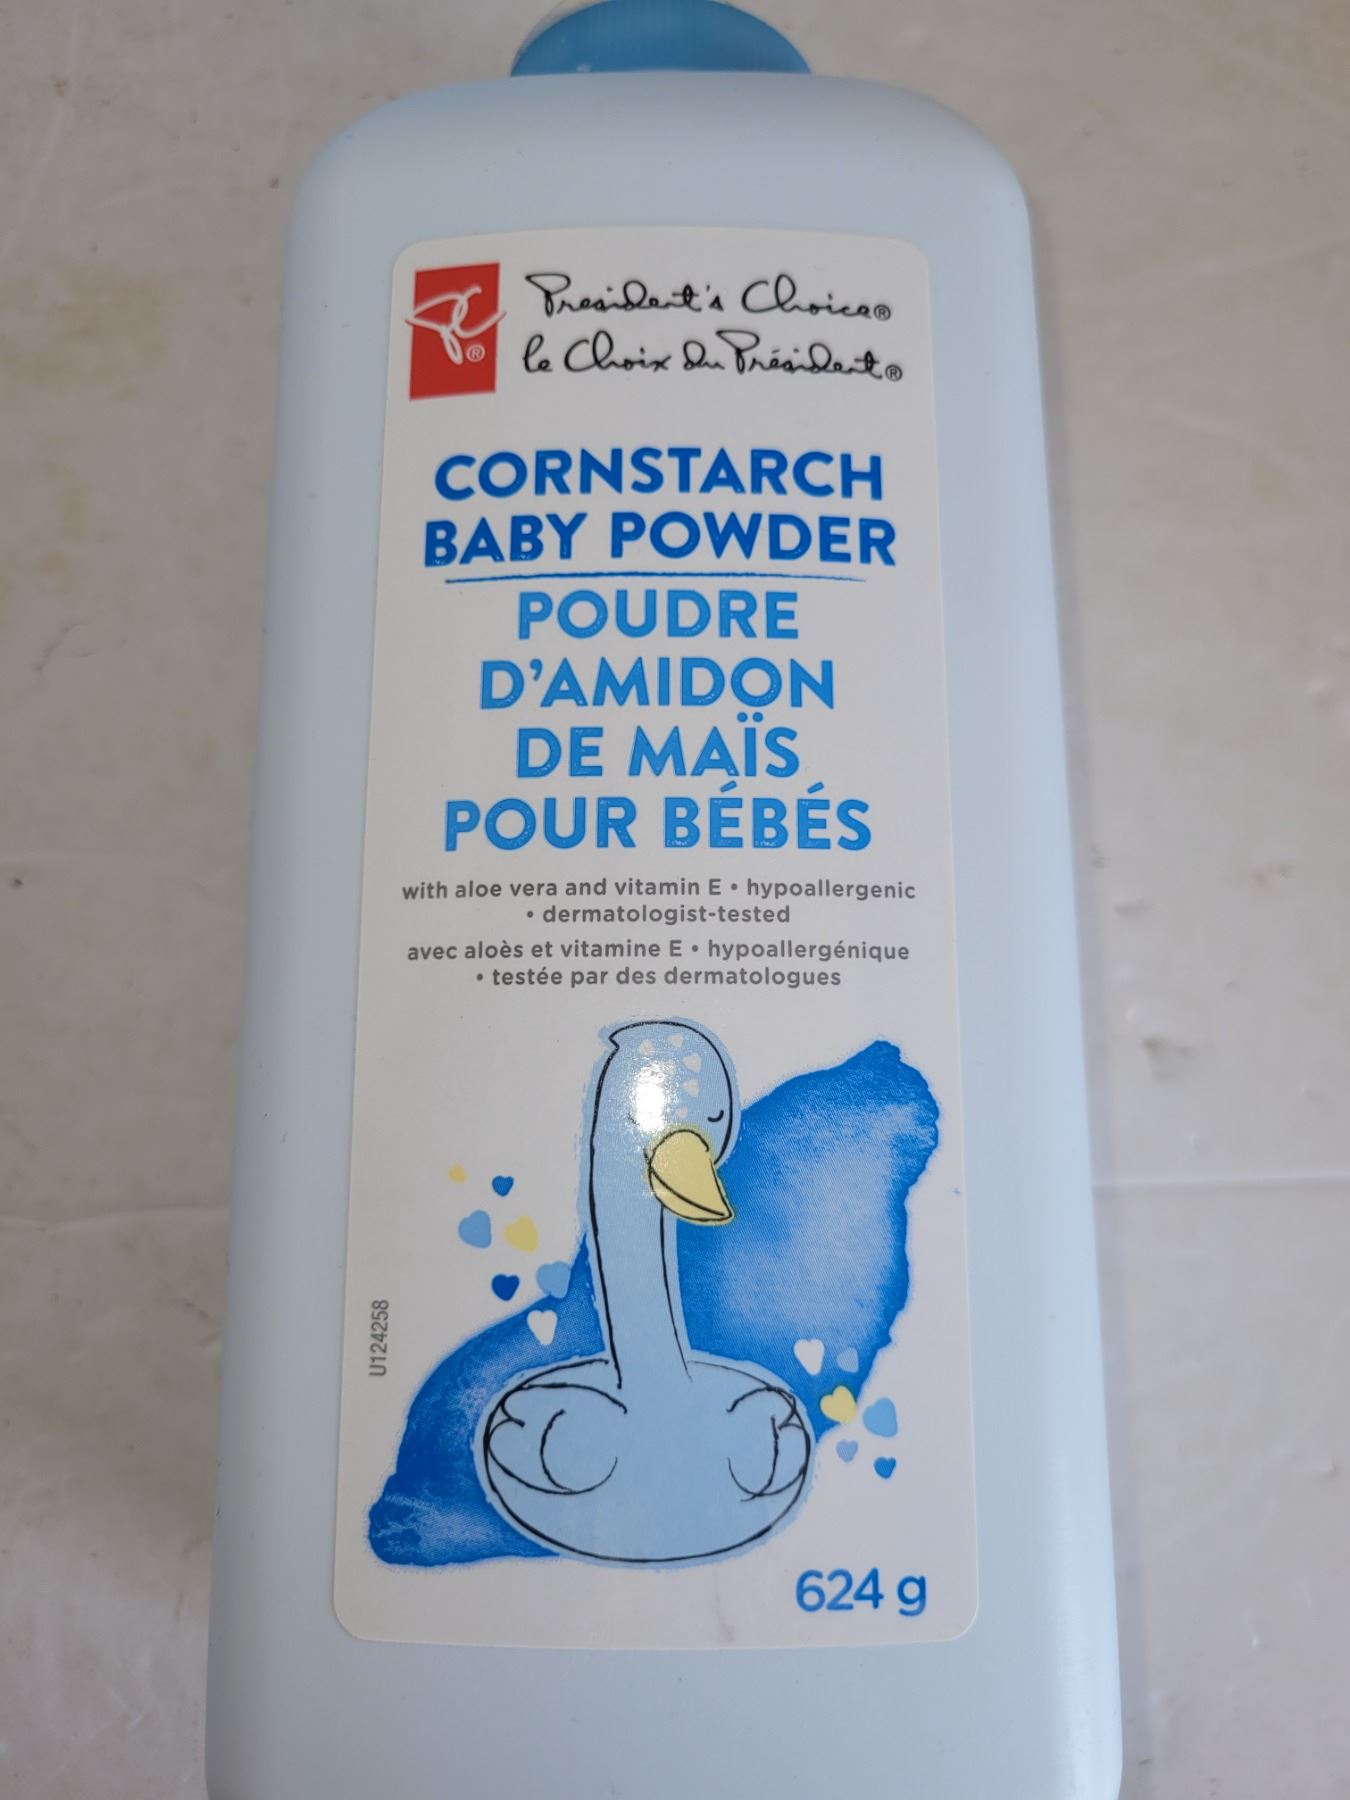 PC®
President's Choice®
le Choix du Président®
CORNSTARCH
BABY POWDER
POUDRE
D'AMIDON
DE MAÏS
POUR BÉBÉS
with aloe vera and vitamin E • hypoallergenic
• dermatologist-tested
avec aloès et vitamine E • hypoallergénique
• testée par des dermatologues
U124258
624 g